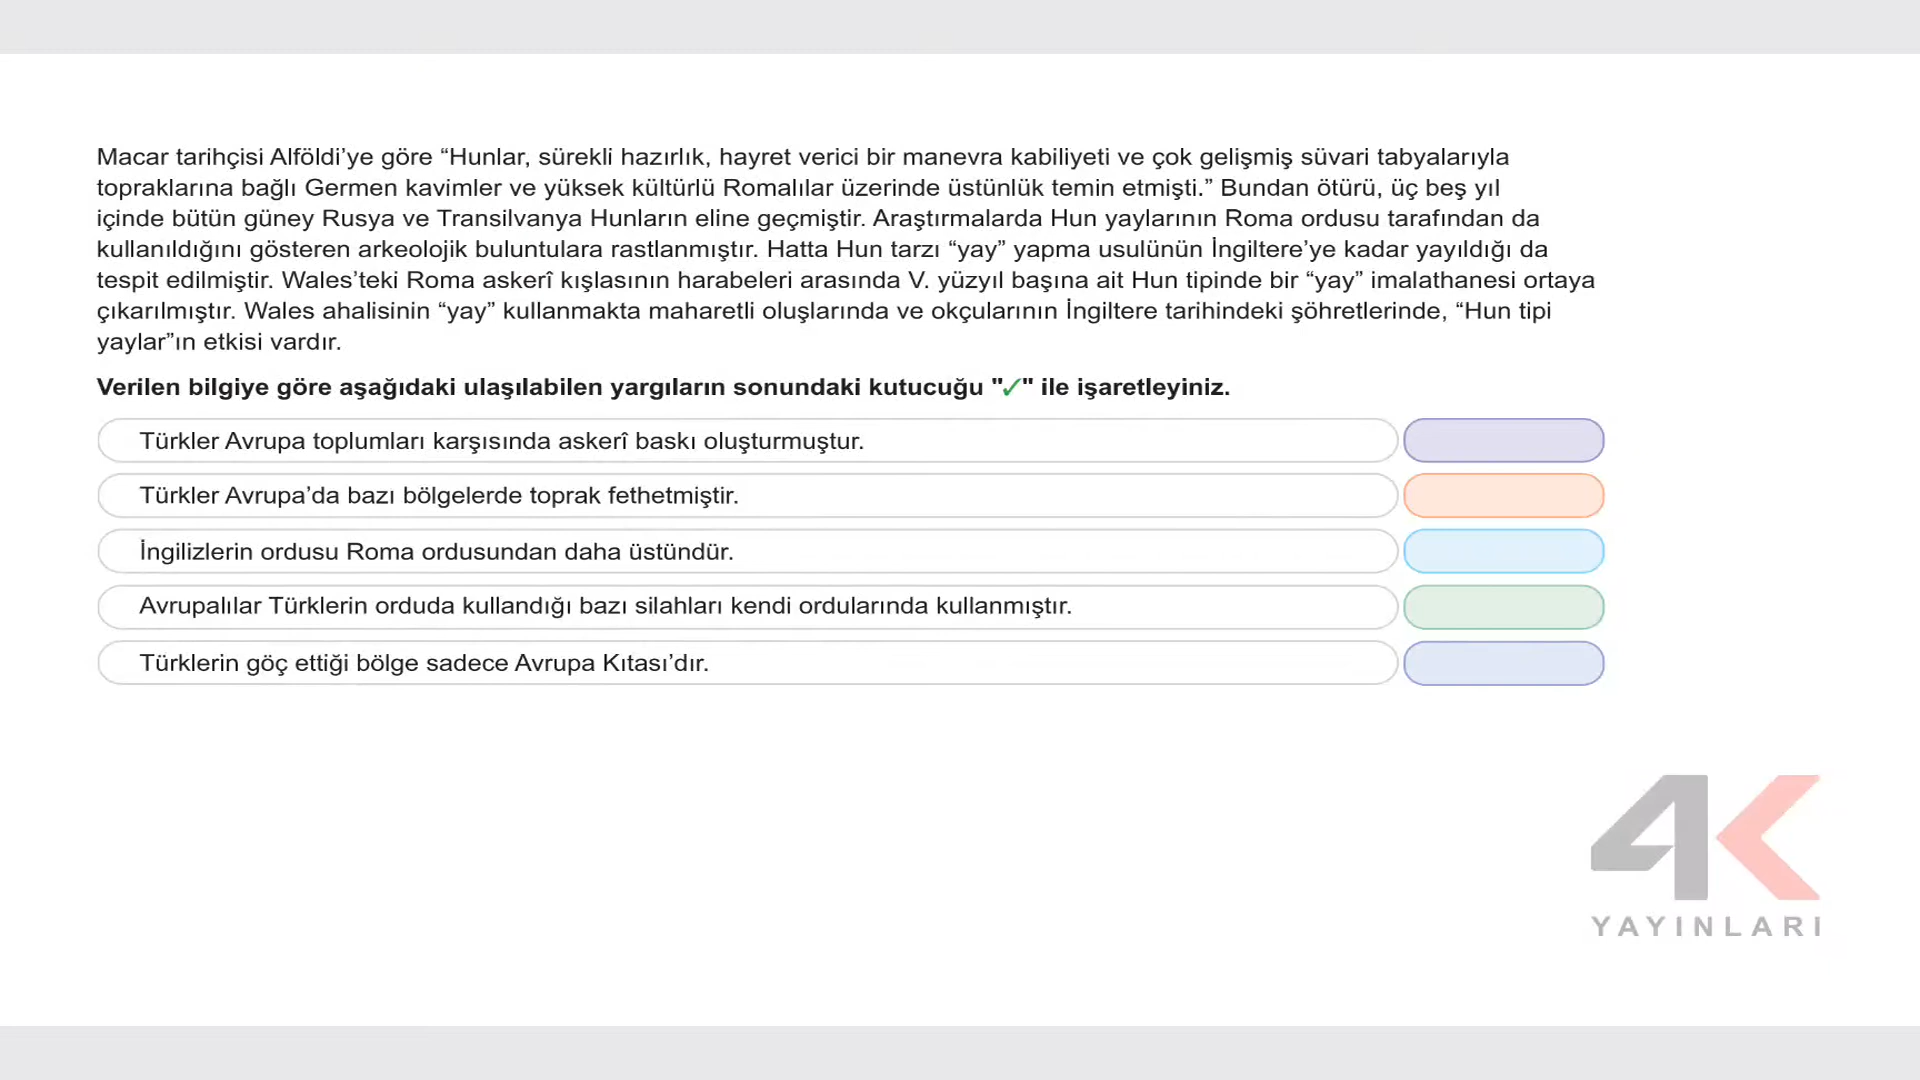 Macar tarihçisi Alföldi’ye göre “Hunlar, sürekli hazırlık, hayret verici bir manevra kabiliyeti ve çok gelişmiş süvari tabyalarıyla
topraklarına bağlı Germen kavimler ve yüksek kültürlü Romalılar üzerinde üstünlük temin etmişti.” Bundan ötürü, üç beş yıl
içinde bütün güney Rusya ve Transilvanya Hunların eline geçmiştir. Araştırmalarda Hun yaylarının Roma ordusu tarafından da
kullanıldığını gösteren arkeolojik buluntulara rastlanmıştır. Hatta Hun tarzı “yay” yapma usulünün İngiltere’ye kadar yayıldığı da
tespit edilmiştir. Wales’teki Roma askerî kışlasının harabeleri arasında V. yüzyıl başına ait Hun tipinde bir “yay” imalathanesi ortaya
çıkarılmıştır. Wales ahalisinin “yay” kullanmakta maharetli oluşlarında ve okçularının İngiltere tarihindeki şöhretlerinde, “Hun tipi
yaylar”ın etkisi vardır.
Verilen bilgiye göre aşağıdaki ulaşılabilen yargıların sonundaki kutucuğu "✓" ile işaretleyiniz.
Türkler Avrupa toplumları karşısında askerî baskı oluşturmuştur.
Türkler Avrupa’da bazı bölgelerde toprak fethetmiştir.
İngilizlerin ordusu Roma ordusundan daha üstündür.
Avrupalılar Türklerin orduda kullandığı bazı silahları kendi ordularında kullanmıştır.
Türklerin göç ettiği bölge sadece Avrupa Kıtası’dır.
4K
YAYINLARI